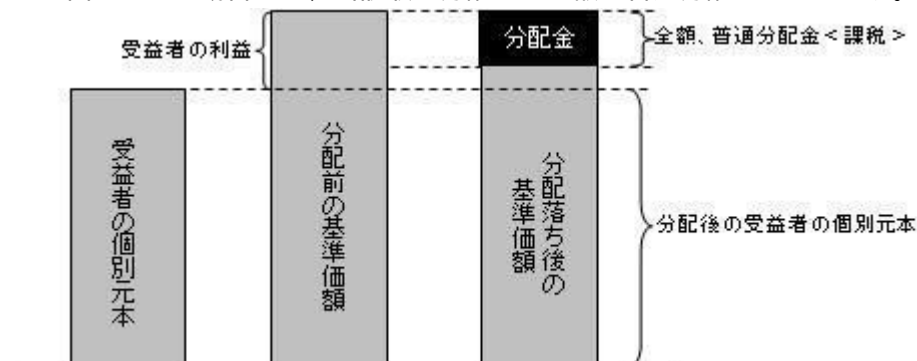 分配金
全額、普通分配金＜課税＞
受益者の利益
受益者の個別元本
分配前の基準価額
分配落ち後の
基準価額
分配後の受益者の個別元本